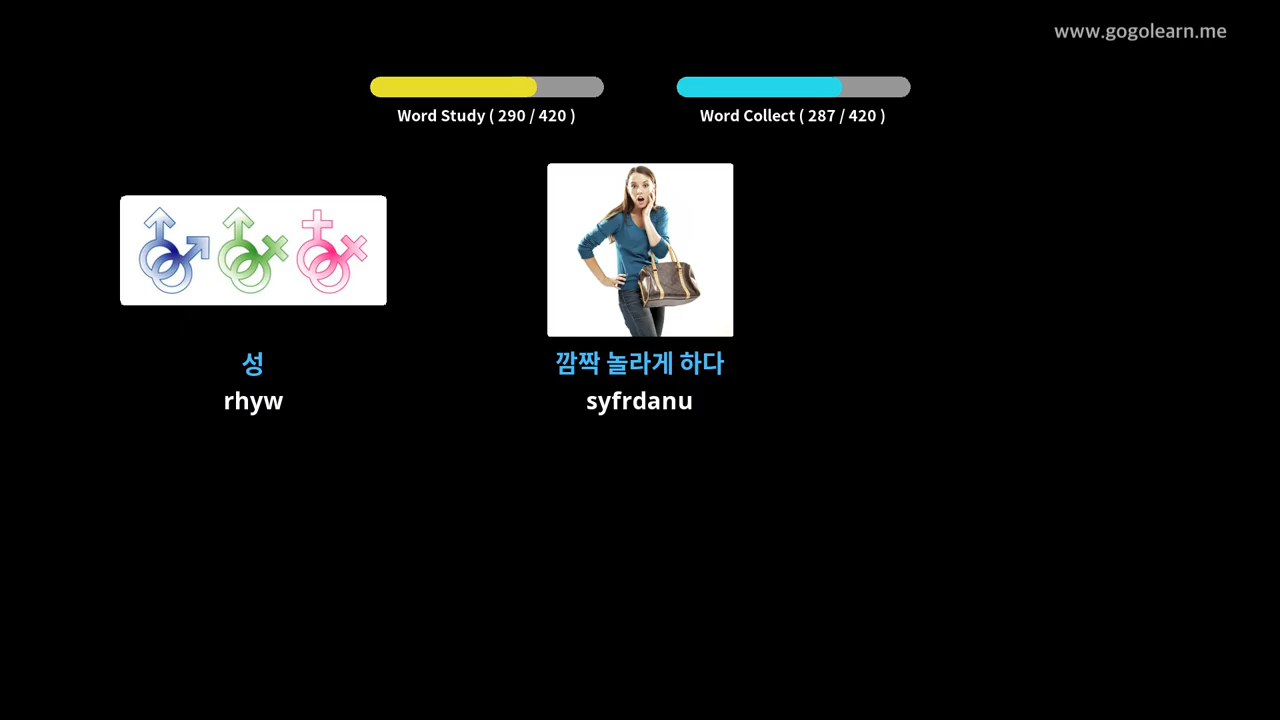 www.gogolearn.me
Word Study ( 290 / 420 )
Word Collect ( 287 / 420 )
성
rhyw
깜짝 놀라게 하다
syfrdanu